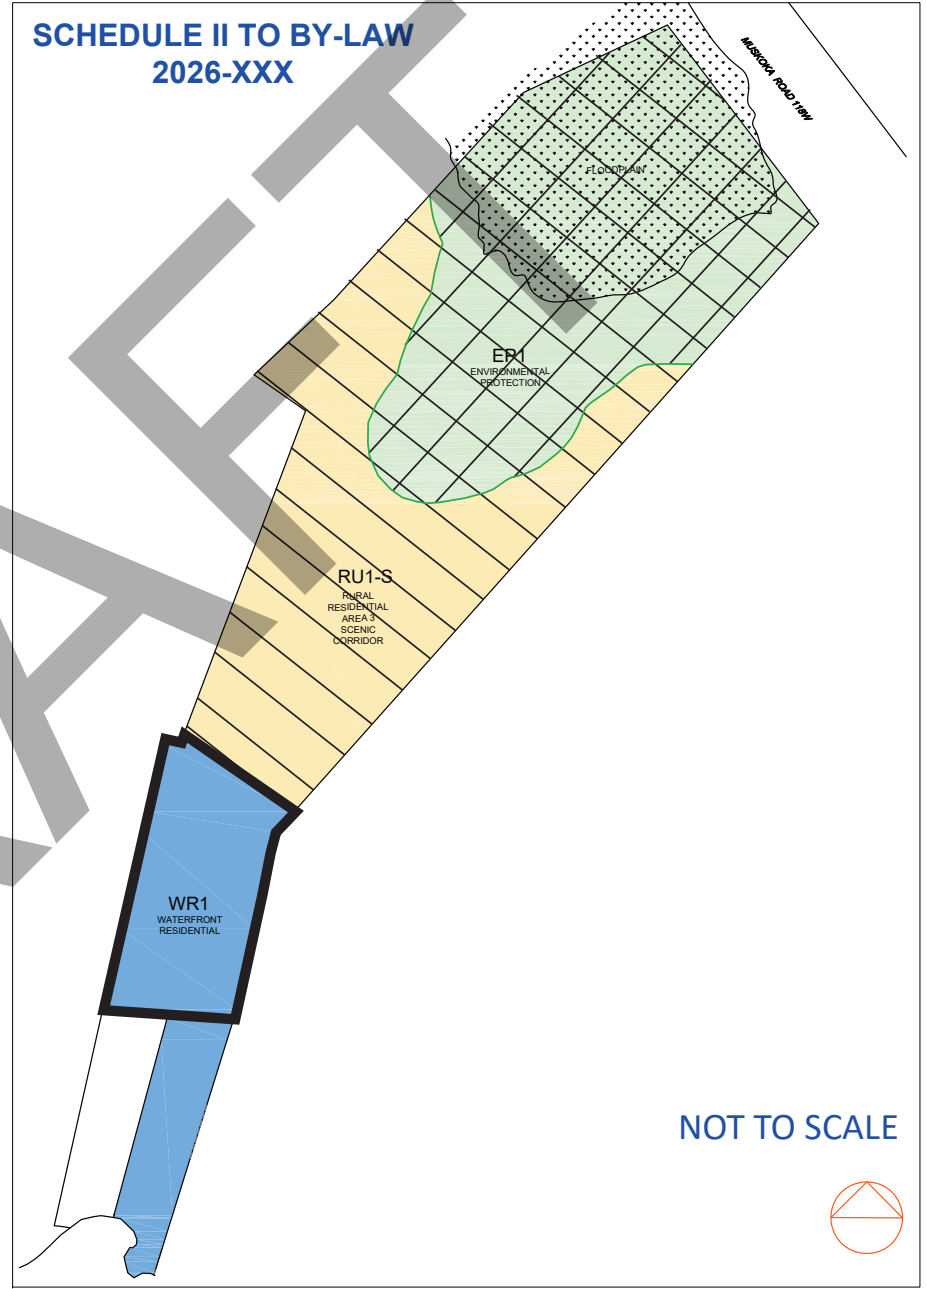 SCHEDULE II TO BY-LAW
2026-XXX
MUSKOKA ROAD 118W
FLOODPLAIN
EP1
ENVIRONMENTAL
PROTECTION
RU1-S
RURAL
RESIDENTIAL
AREA 3
SCENIC
CORRIDOR
WR1
WATERFRONT
RESIDENTIAL
NOT TO SCALE
DRAFT